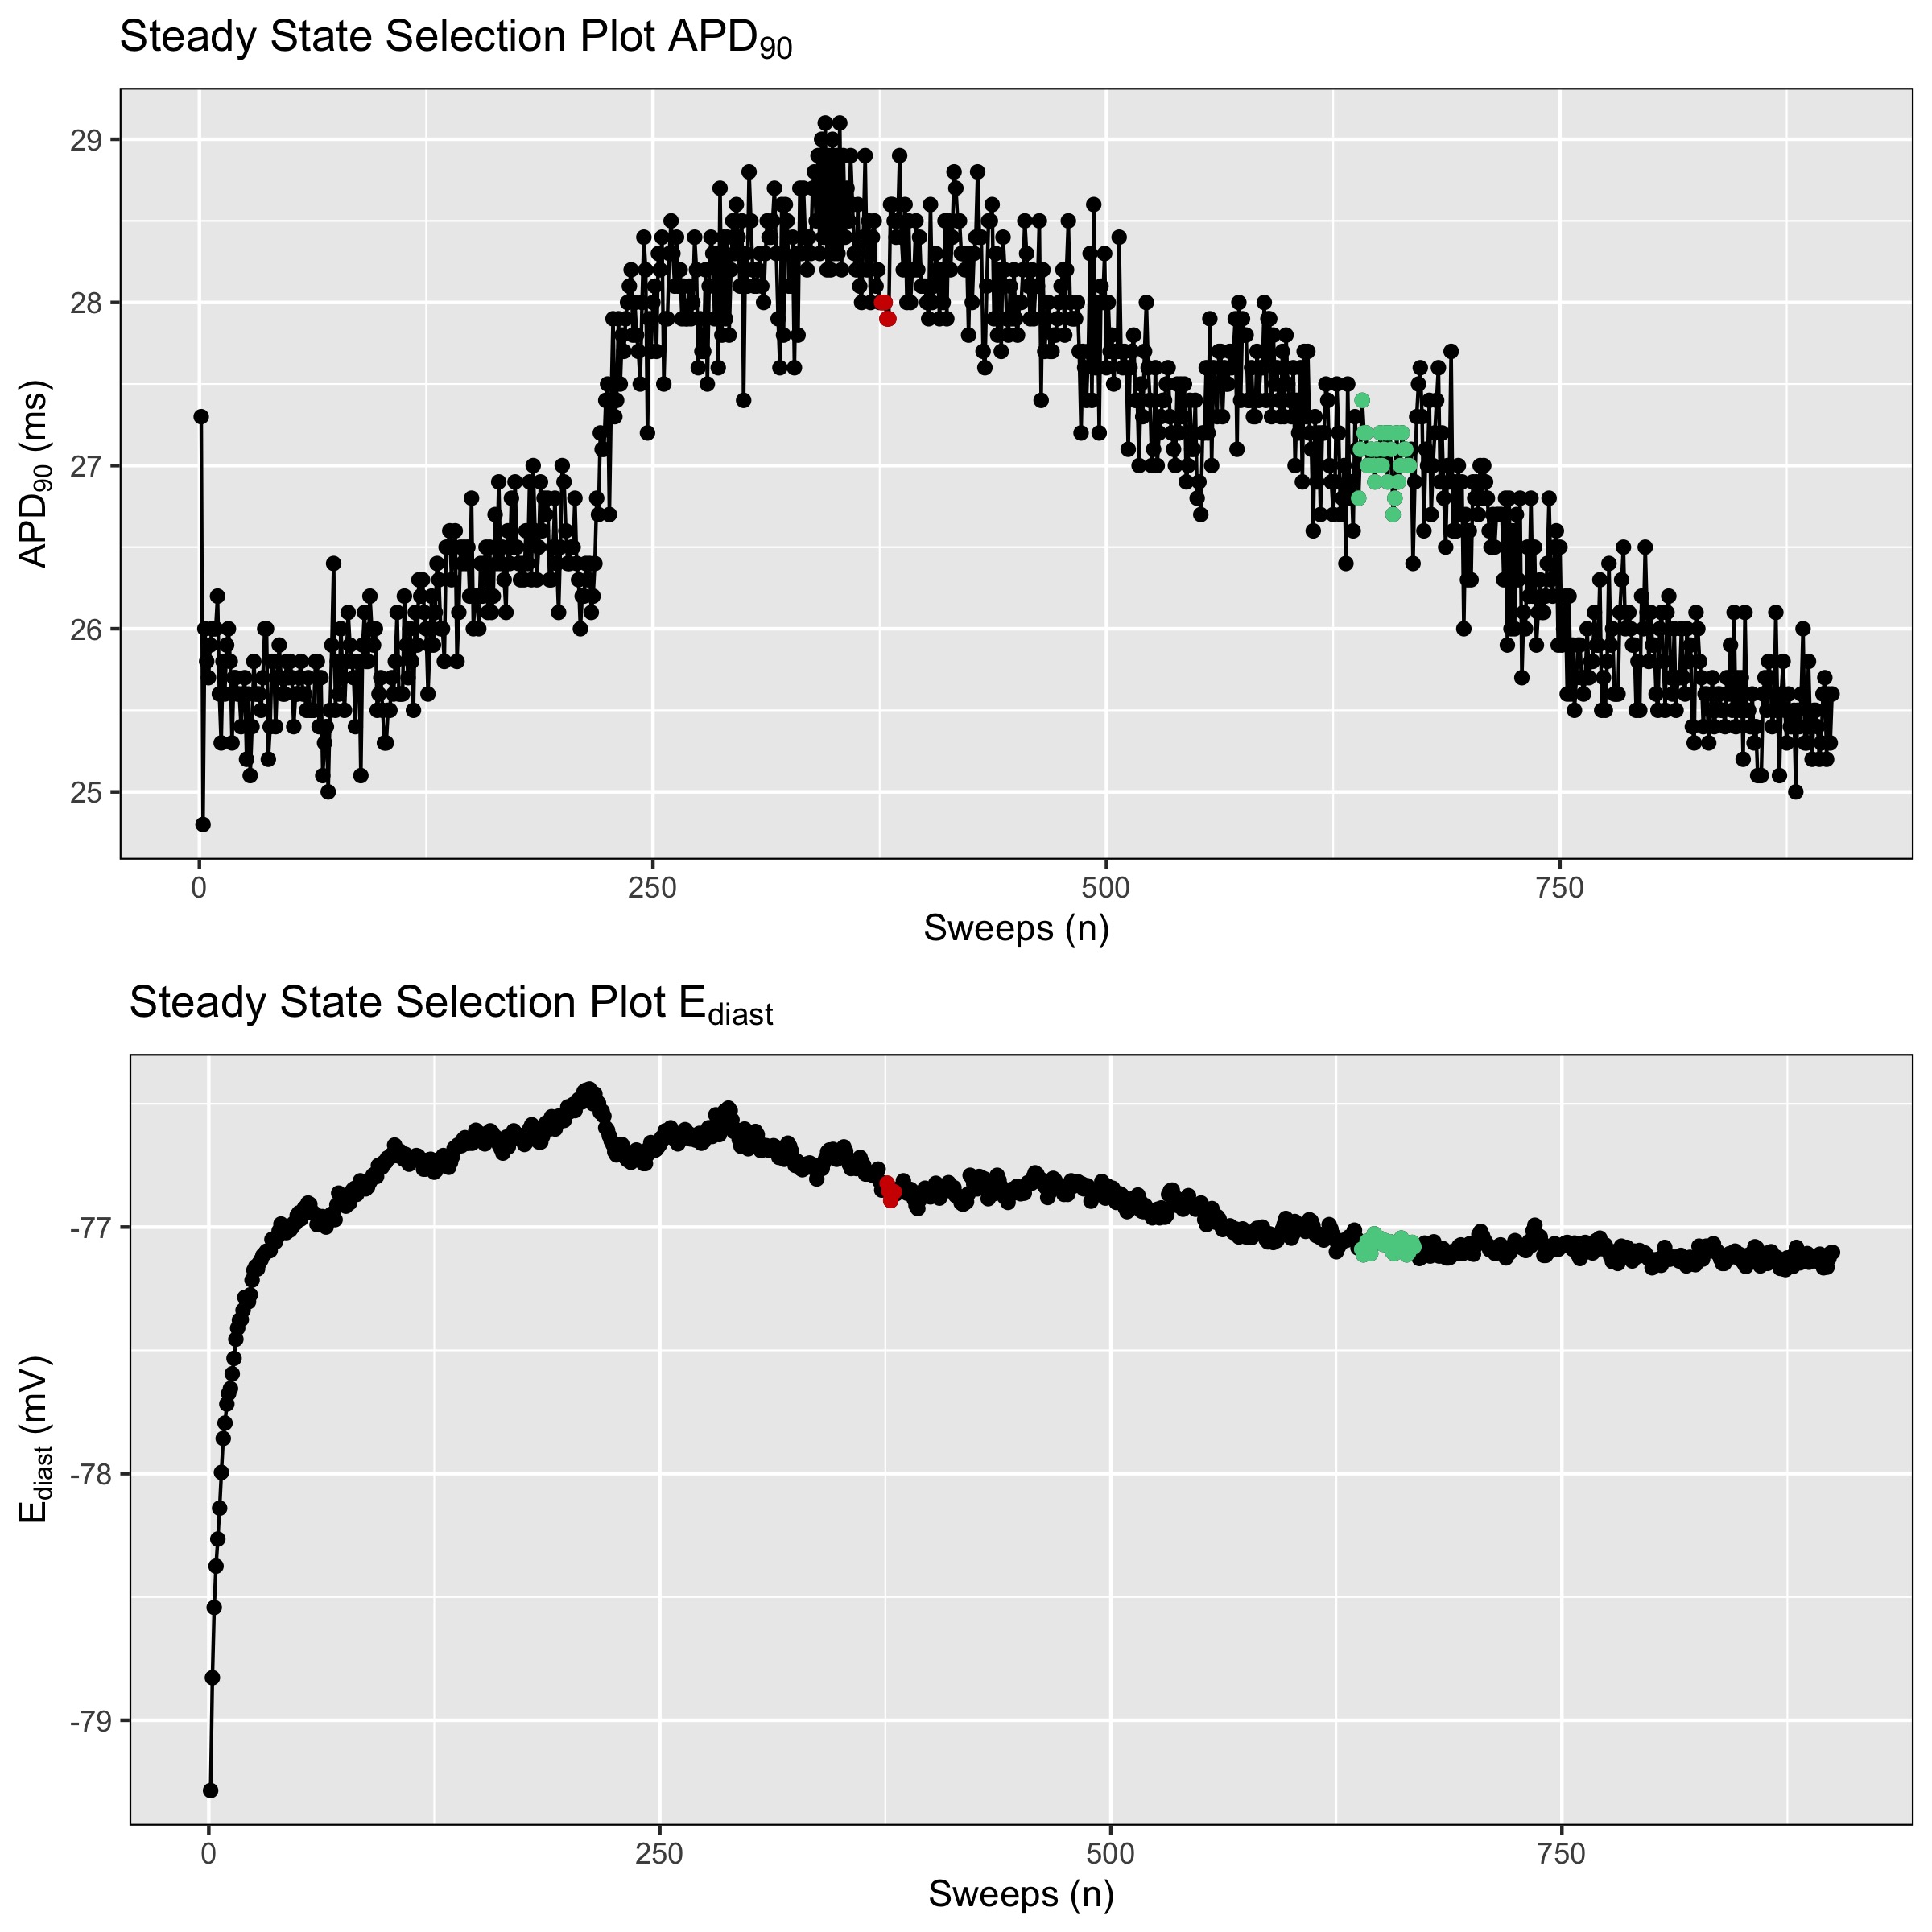 Steady State Selection Plot APD90
29
28
27
26
25
APD90 (ms)
0 250 500 750
Sweeps (n)
Steady State Selection Plot Ediast
-77
-78
-79
Ediast (mV)
0 250 500 750
Sweeps (n)